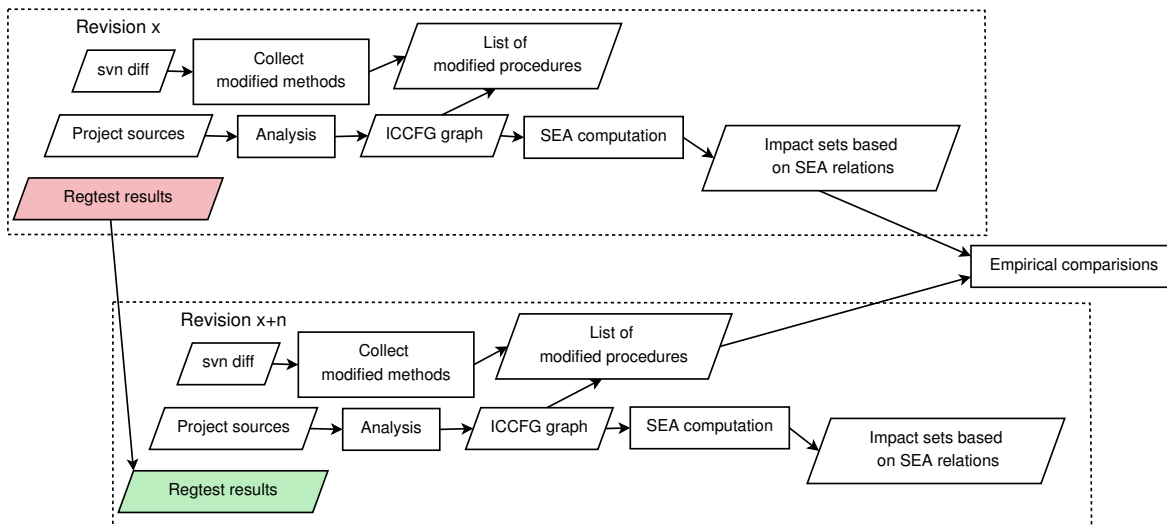 Revision x
svn diff
Collect
modified methods
List of
modified procedures
Project sources
Analysis
ICCFG graph
SEA computation
Impact sets based
on SEA relations
Regtest results
Empirical comparisions
Revision x+n
svn diff
Collect
modified methods
List of
modified procedures
Project sources
Analysis
ICCFG graph
SEA computation
Impact sets based
on SEA relations
Regtest results